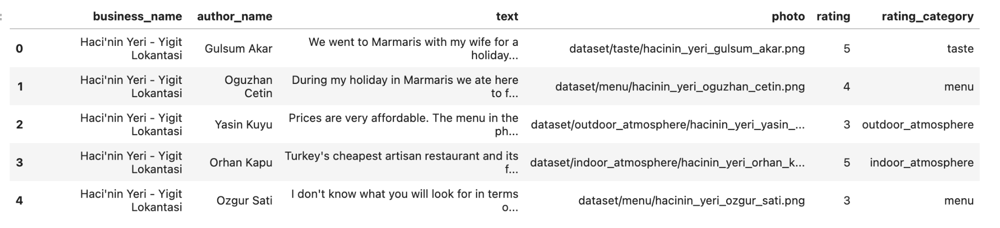 business_name author_name text photo rating rating_category
0 Haci'nin Yeri - Yigit Lokantasi Gulsum Akar We went to Marmaris with my wife for a holiday... dataset/taste/hacinin_yeri_gulsum_akar.png 5 taste
1 Haci'nin Yeri - Yigit Lokantasi Oguzhan Cetin During my holiday in Marmaris we ate here to f... dataset/menu/hacinin_yeri_oguzhan_cetin.png 4 menu
2 Haci'nin Yeri - Yigit Lokantasi Yasin Kuyu Prices are very affordable. The menu in the ph... dataset/outdoor_atmosphere/hacinin_yeri_yasin_... 3 outdoor_atmosphere
3 Haci'nin Yeri - Yigit Lokantasi Orhan Kapu Turkey's cheapest artisan restaurant and its f... dataset/indoor_atmosphere/hacinin_yeri_orhan_k... 5 indoor_atmosphere
4 Haci'nin Yeri - Yigit Lokantasi Ozgur Sati I don't know what you will look for in terms o... dataset/menu/hacinin_yeri_ozgur_sati.png 3 menu